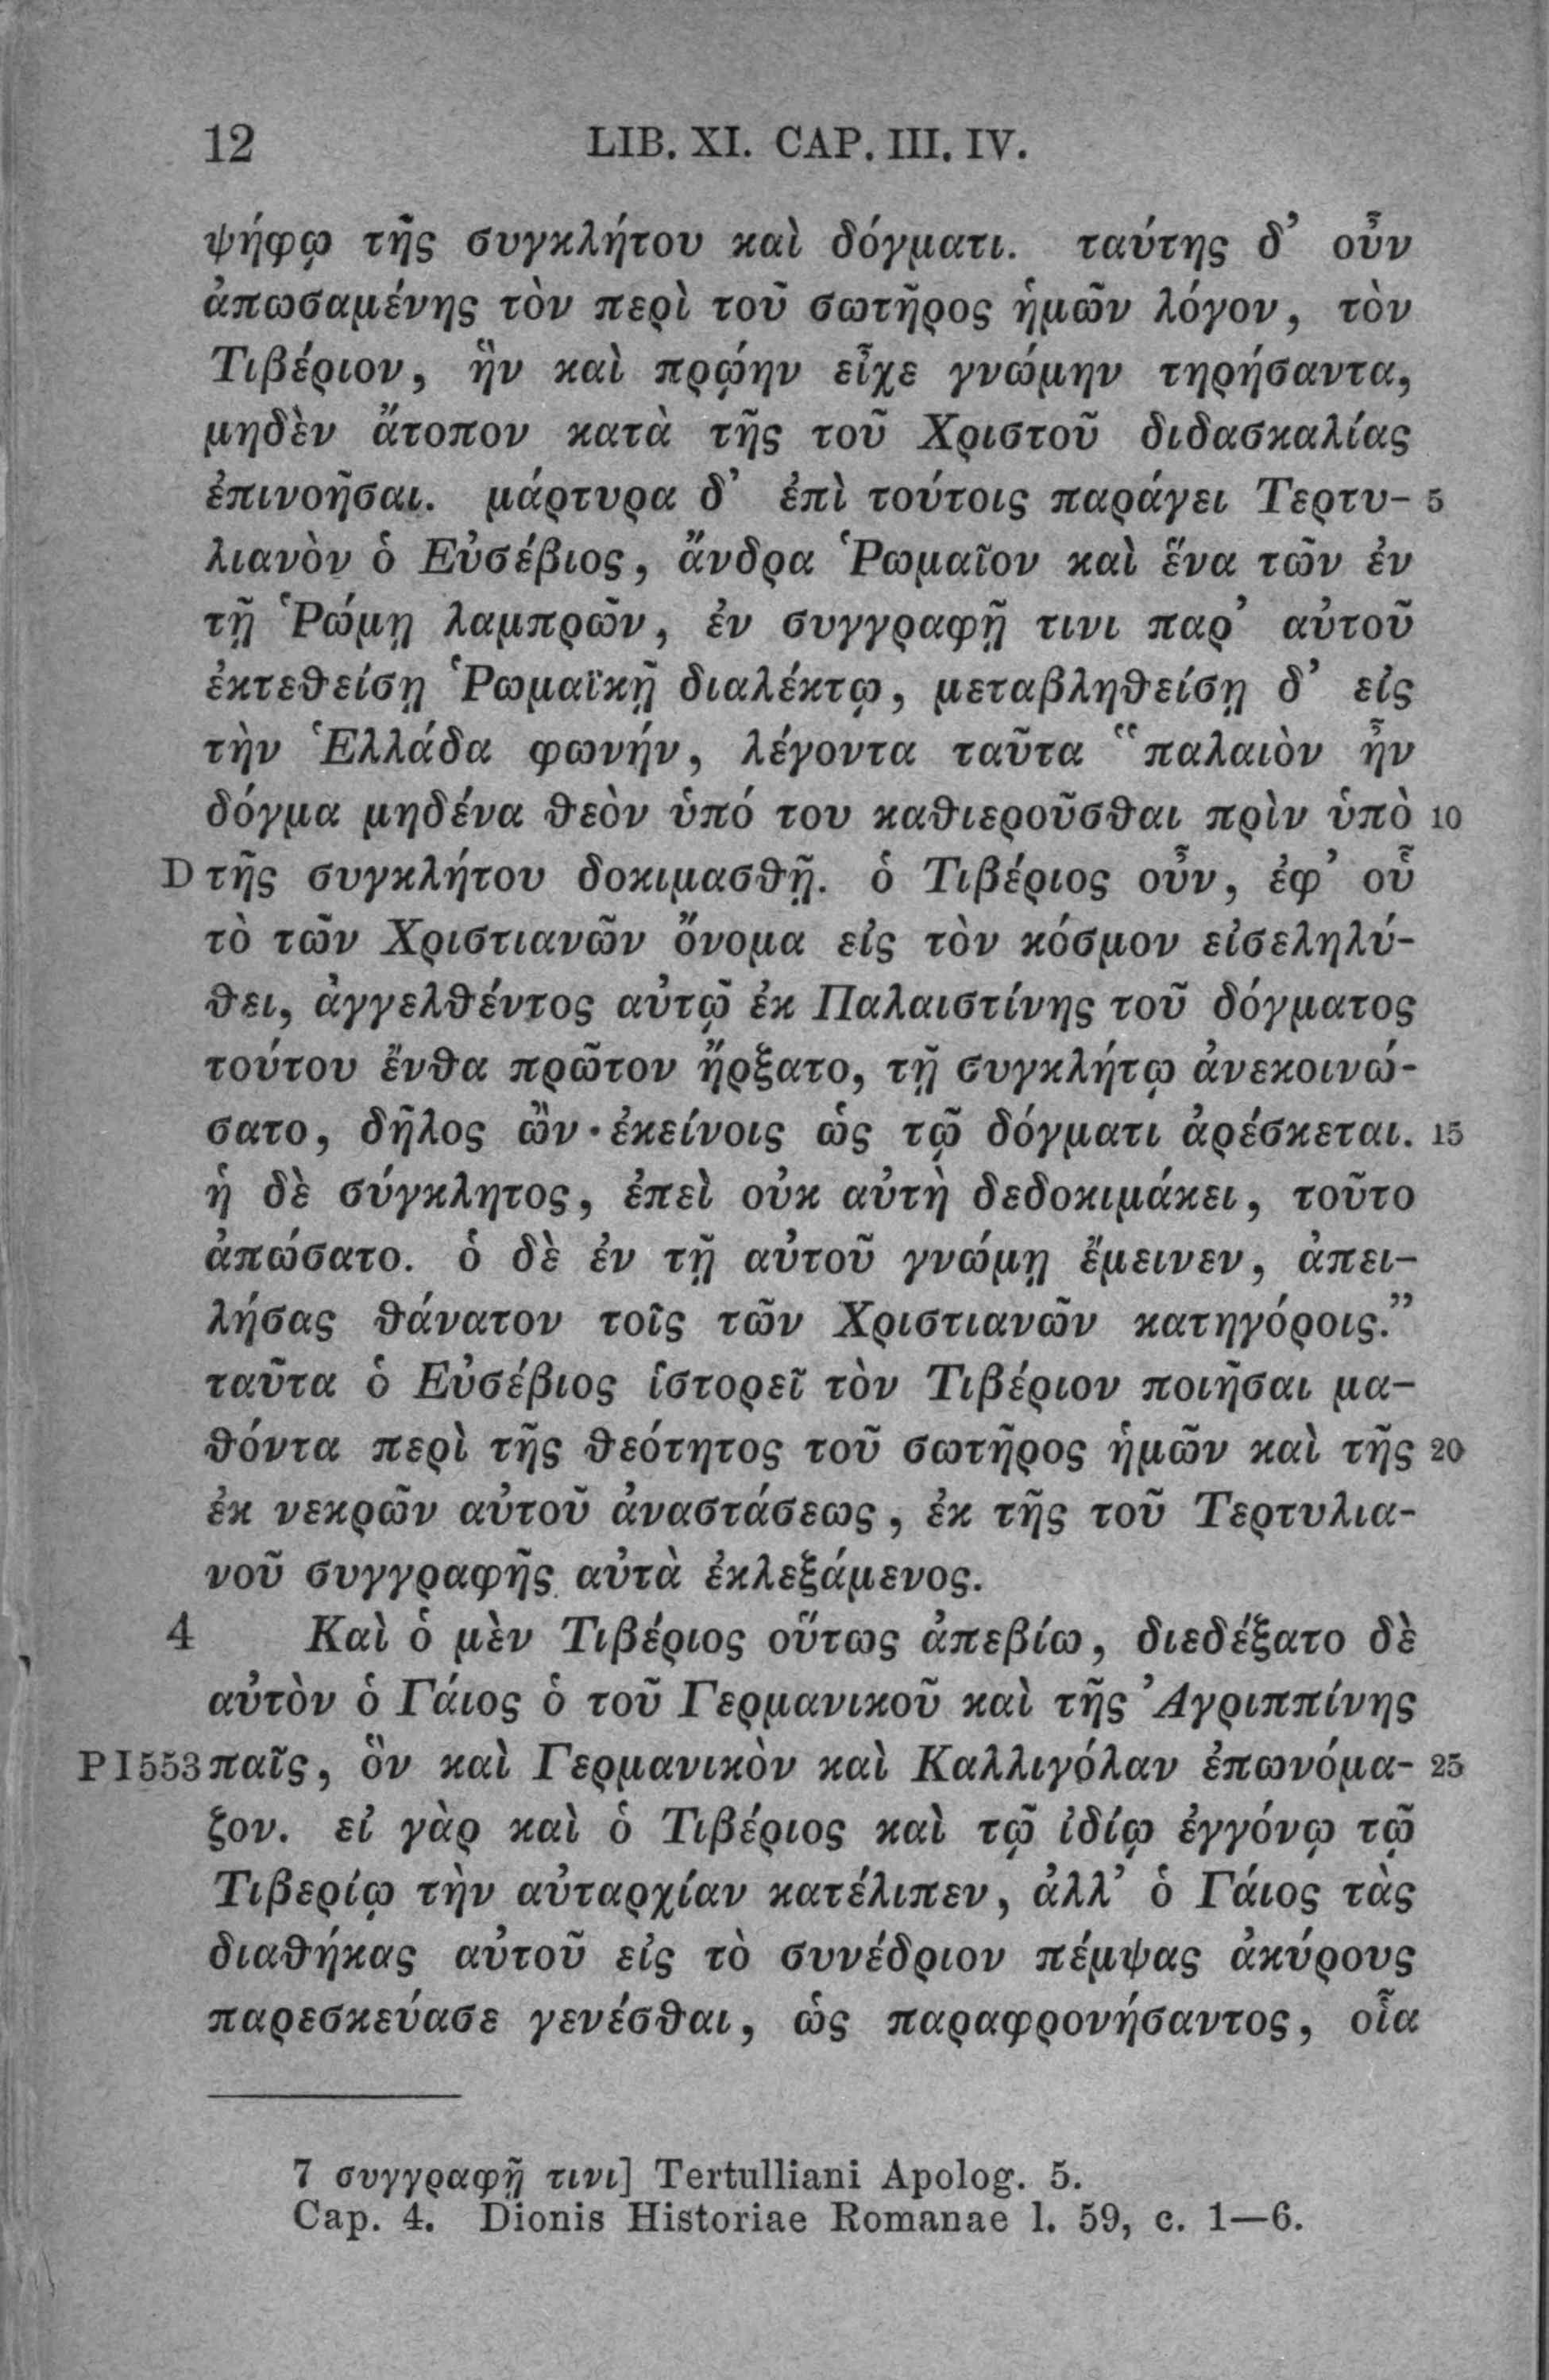 12 LIB. XI. CAP. III. IV.
ψήφῳ τῆς συγκλήτου καὶ δόγματι. ταύτης δ’ οὖν
ἀπωσαμένης τὸν περὶ τοῦ σωτῆρος ἡμῶν λόγον, τὸν
Τιβέριον, ἣν καὶ πρῴην εἶχε γνώμην τηρήσαντα,
μηδὲν ἄτοπον κατὰ τῆς τοῦ Χριστοῦ διδασκαλίας
ἐπινοῆσαι. μάρτυρα δ’ ἐπὶ τούτοις παράγει Τερτυ- 5
λιανὸν ὁ Εὐσέβιος, ἄνδρα Ῥωμαῖον καὶ ἕνα τῶν ἐν
τῇ Ῥώμῃ λαμπρῶν, ἐν συγγραφῇ τινι παρ’ αὐτοῦ
ἐκτεθείσῃ Ῥωμαϊκῇ διαλέκτῳ, μεταβληθείσῃ δ’ εἰς
τὴν Ἑλλάδα φωνήν, λέγοντα ταῦτα “παλαιὸν ἦν
δόγμα μηδένα θεὸν ὑπό του καθιεροῦσθαι πρὶν ὑπὸ 10
D τῆς συγκλήτου δοκιμασθῇ. ὁ Τιβέριος οὖν, ἐφ’ οὗ
τὸ τῶν Χριστιανῶν ὄνομα εἰς τὸν κόσμον εἰσεληλύ-
θει, ἀγγελθέντος αὐτῷ ἐκ Παλαιστίνης τοῦ δόγματος
τούτου ἔνθα πρῶτον ἤρξατο, τῇ συγκλήτῳ ἀνεκοινώ-
σατο, δῆλος ὢν ἐκείνοις ὡς τῷ δόγματι ἀρέσκεται. 15
ἡ δὲ σύγκλητος, ἐπεὶ οὐκ αὐτὴ δεδοκιμάκει, τοῦτο
ἀπώσατο. ὁ δὲ ἐν τῇ αὐτοῦ γνώμῃ ἔμεινεν, ἀπει-
λήσας θάνατον τοῖς τῶν Χριστιανῶν κατηγόροις.”
ταῦτα ὁ Εὐσέβιος ἱστορεῖ τὸν Τιβέριον ποιῆσαι μα-
θόντα περὶ τῆς θεότητος τοῦ σωτῆρος ἡμῶν καὶ τῆς 20
ἐκ νεκρῶν αὐτοῦ ἀναστάσεως, ἐκ τῆς τοῦ Τερτυλια-
νοῦ συγγραφῆς αὐτὰ ἐκλεξάμενος.
4 Καὶ ὁ μὲν Τιβέριος οὕτως ἀπεβίω, διεδέξατο δὲ
αὐτὸν ὁ Γάιος ὁ τοῦ Γερμανικοῦ καὶ τῆς Ἀγριππίνης
P I 553 παῖς, ὃν καὶ Γερμανικὸν καὶ Καλλιγόλαν ἐπωνόμα- 25
ζον. εἰ γὰρ καὶ ὁ Τιβέριος καὶ τῷ ἰδίῳ ἐγγόνῳ τῷ
Τιβερίῳ τὴν αὐταρχίαν κατέλιπεν, ἀλλ’ ὁ Γάιος τὰς
διαθήκας αὐτοῦ εἰς τὸ συνέδριον πέμψας ἀκύρους
παρεσκεύασε γενέσθαι, ὡς παραφρονήσαντος, οἷα
7 συγγραφῇ τινι] Tertulliani Apolog. 5.
Cap. 4. Dionis Historiae Romanae l. 59, c. 1—6.